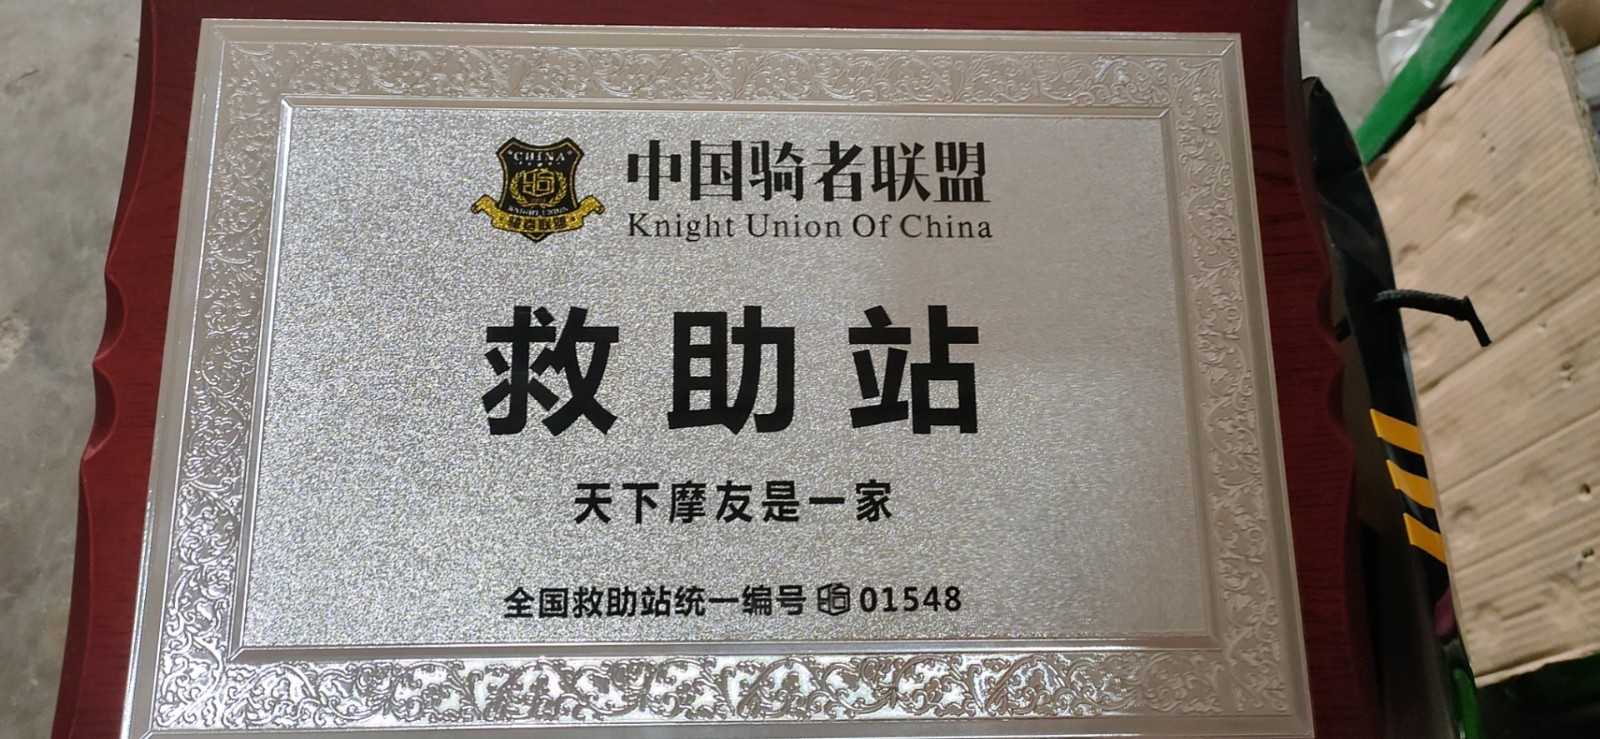 CHINA
中国骑者联盟
Knight Union Of China
救助站
天下摩友是一家
全国救助站统一编号 01548